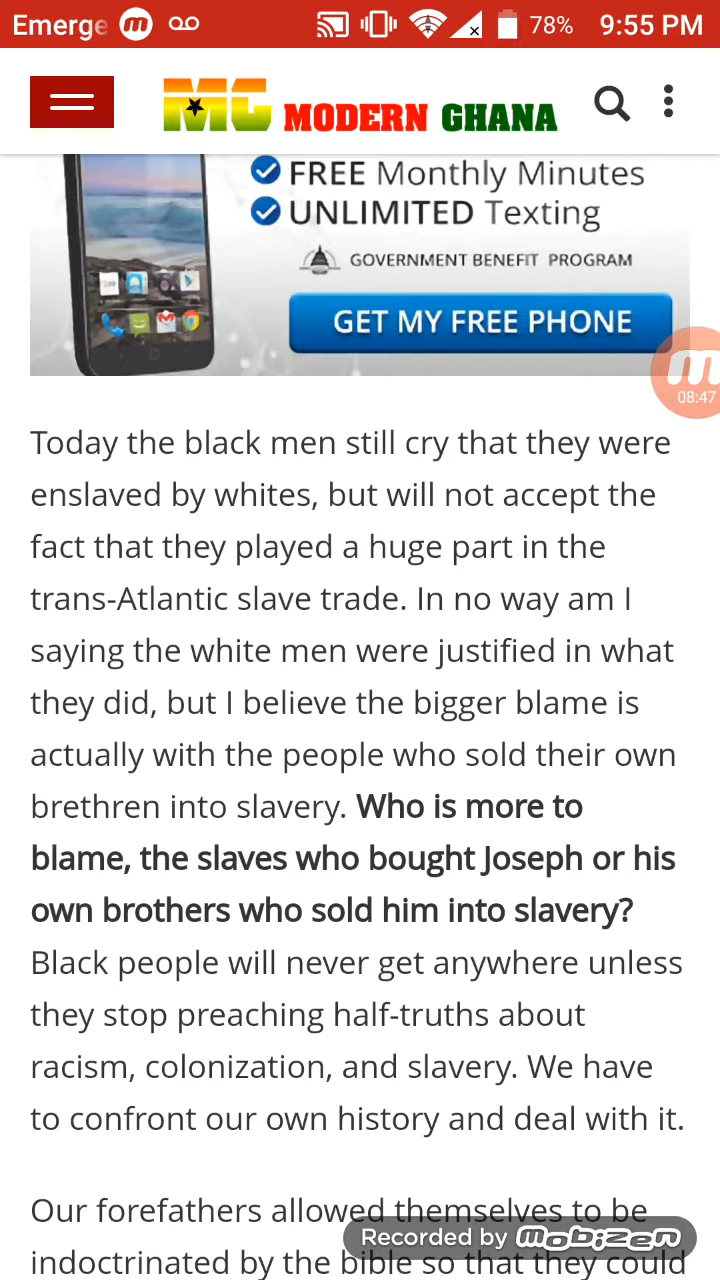 Emerge
78%
9:55 PM
MG MODERN GHANA
FREE Monthly Minutes
UNLIMITED Texting
GOVERNMENT BENEFIT PROGRAM
GET MY FREE PHONE
08:47
Today the black men still cry that they were
enslaved by whites, but will not accept the
fact that they played a huge part in the
trans-Atlantic slave trade. In no way am I
saying the white men were justified in what
they did, but I believe the bigger blame is
actually with the people who sold their own
brethren into slavery. Who is more to
blame, the slaves who bought Joseph or his
own brothers who sold him into slavery?
Black people will never get anywhere unless
they stop preaching half-truths about
racism, colonization, and slavery. We have
to confront our own history and deal with it.
Our forefathers allowed themselves to be
Recorded by mobizen
indoctrinated by the bible so that they could